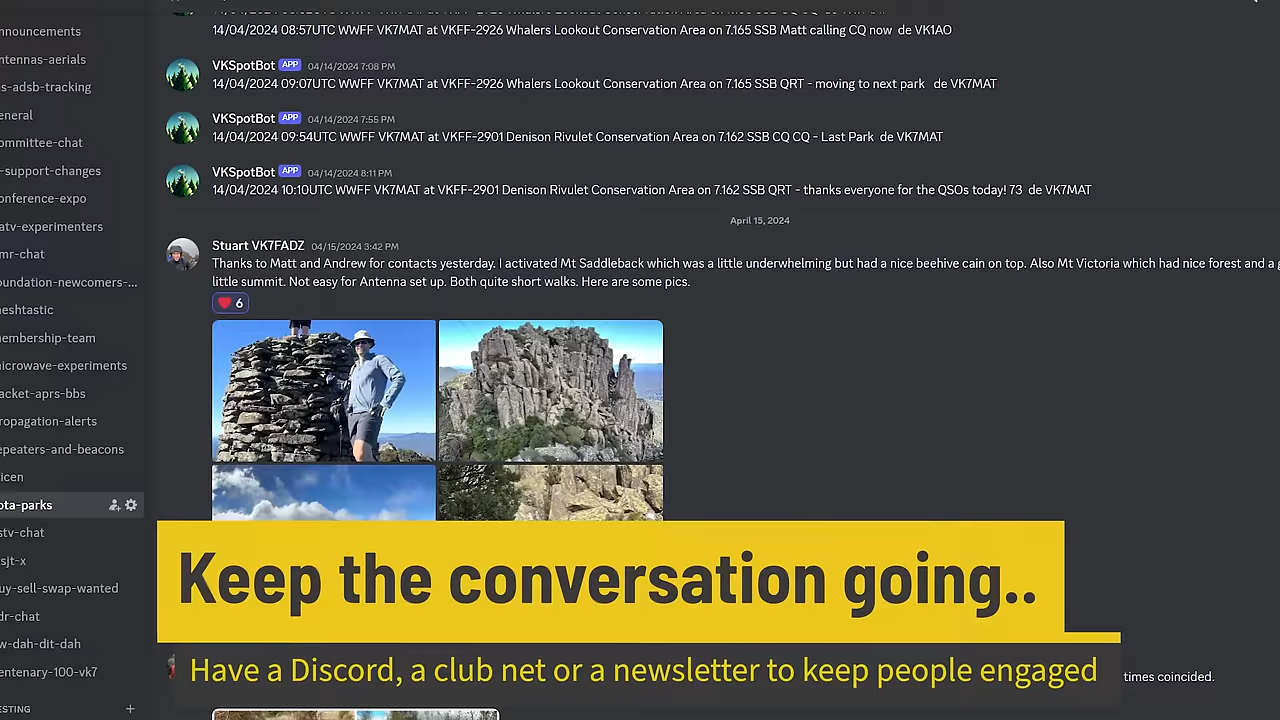 14/04/2024 08:57UTC WWFF VK7MAT at VKFF-2926 Whalers Lookout Conservation Area on 7.165 SSB Matt calling CQ now de VK1AO
VKSpotBot APP 04/14/2024 7:08 PM
14/04/2024 09:07UTC WWFF VK7MAT at VKFF-2926 Whalers Lookout Conservation Area on 7.165 SSB QRT - moving to next park de VK7MAT
VKSpotBot APP 04/14/2024 7:55 PM
14/04/2024 09:54UTC WWFF VK7MAT at VKFF-2901 Denison Rivulet Conservation Area on 7.162 SSB CQ CQ - Last Park de VK7MAT
VKSpotBot APP 04/14/2024 8:11 PM
14/04/2024 10:10UTC WWFF VK7MAT at VKFF-2901 Denison Rivulet Conservation Area on 7.162 SSB QRT - thanks everyone for the QSOs today! 73 de VK7MAT
April 15, 2024
Stuart VK7FADZ 04/15/2024 3:42 PM
Thanks to Matt and Andrew for contacts yesterday. I activated Mt Saddleback which was a little underwhelming but had a nice beehive cain on top. Also Mt Victoria which had nice forest and a
little summit. Not easy for Antenna set up. Both quite short walks. Here are some pics.
6
nnouncements
ntennas-aerials
s-adsb-tracking
eneral
ommittee-chat
-support-changes
onference-expo
atv-experimenters
mr-chat
oundation-newcomers-...
eshtastic
embership-team
icrowave-experiments
acket-aprs-bbs
ropagation-alerts
epeaters-and-beacons
icen
ota-parks
stv-chat
sjt-x
uy-sell-swap-wanted
dr-chat
w-dah-dit-dah
entenary-100-vk7
ESTING +
Keep the conversation going..
Have a Discord, a club net or a newsletter to keep people engaged
times coincided.